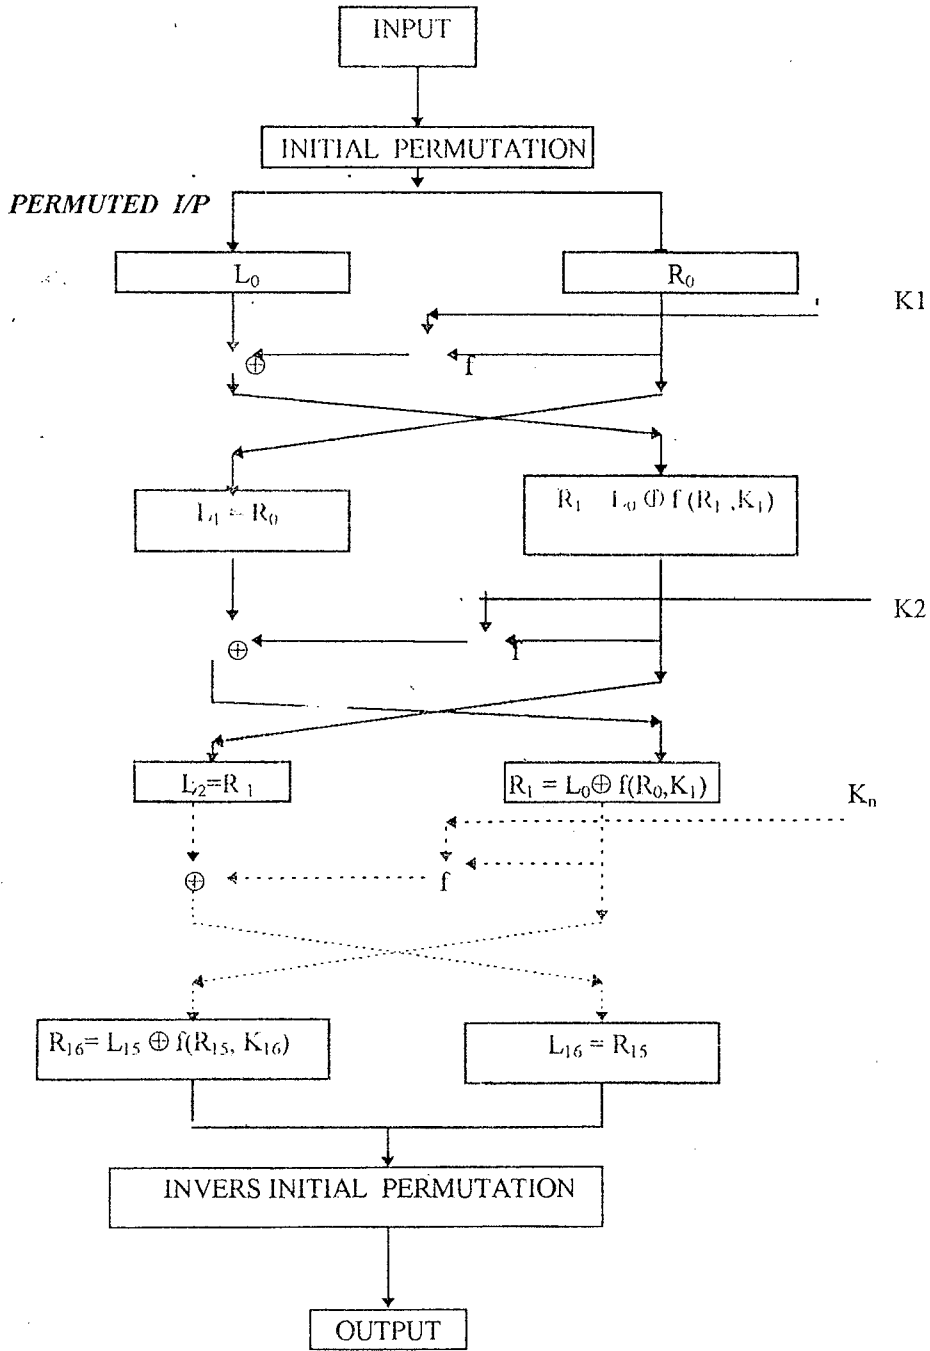 INPUT
INITIAL PERMUTATION
PERMUTED I/P
L₀
R₀
K1
⊕
f
L₁ = R₀
R₁ = L₀ ⊕ f (R₁ ,K₁)
K2
⊕
f
L₂=R ₁
R₁ = L₀⊕ f(R₀,K₁)
Kₙ
⊕
f
R₁₆= L₁₅ ⊕ f(R₁₅, K₁₆)
L₁₆ = R₁₅
INVERS INITIAL PERMUTATION
OUTPUT